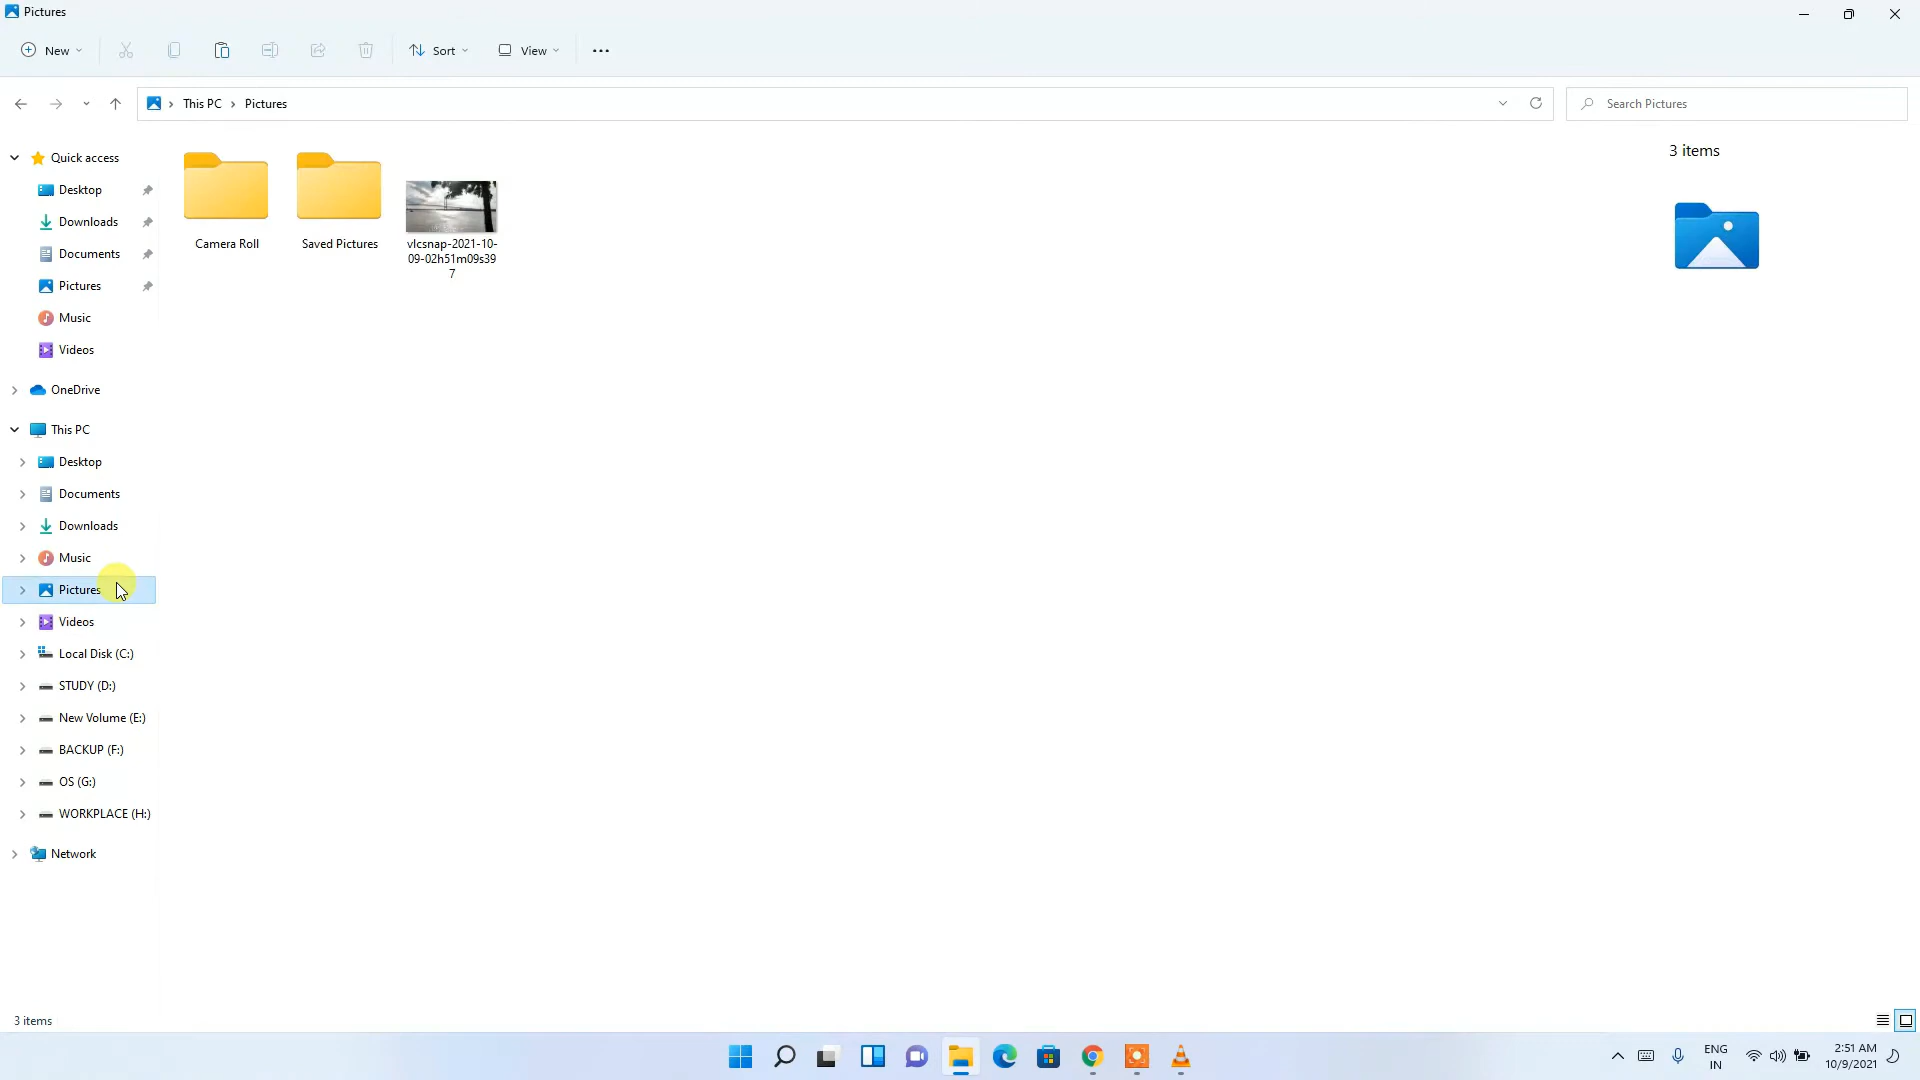 Pictures
New
Sort
View
This PC
Pictures
Search Pictures
Quick access
Desktop
Downloads
Documents
Pictures
Music
Videos
OneDrive
This PC
Desktop
Documents
Downloads
Music
Pictures
Videos
Local Disk (C:)
STUDY (D:)
New Volume (E:)
BACKUP (F:)
OS (G:)
WORKPLACE (H:)
Network
Camera Roll
Saved Pictures
vlcsnap-2021-10-
09-02h51m09s39
7
3 items
3 items
ENG
IN
2:51 AM
10/9/2021